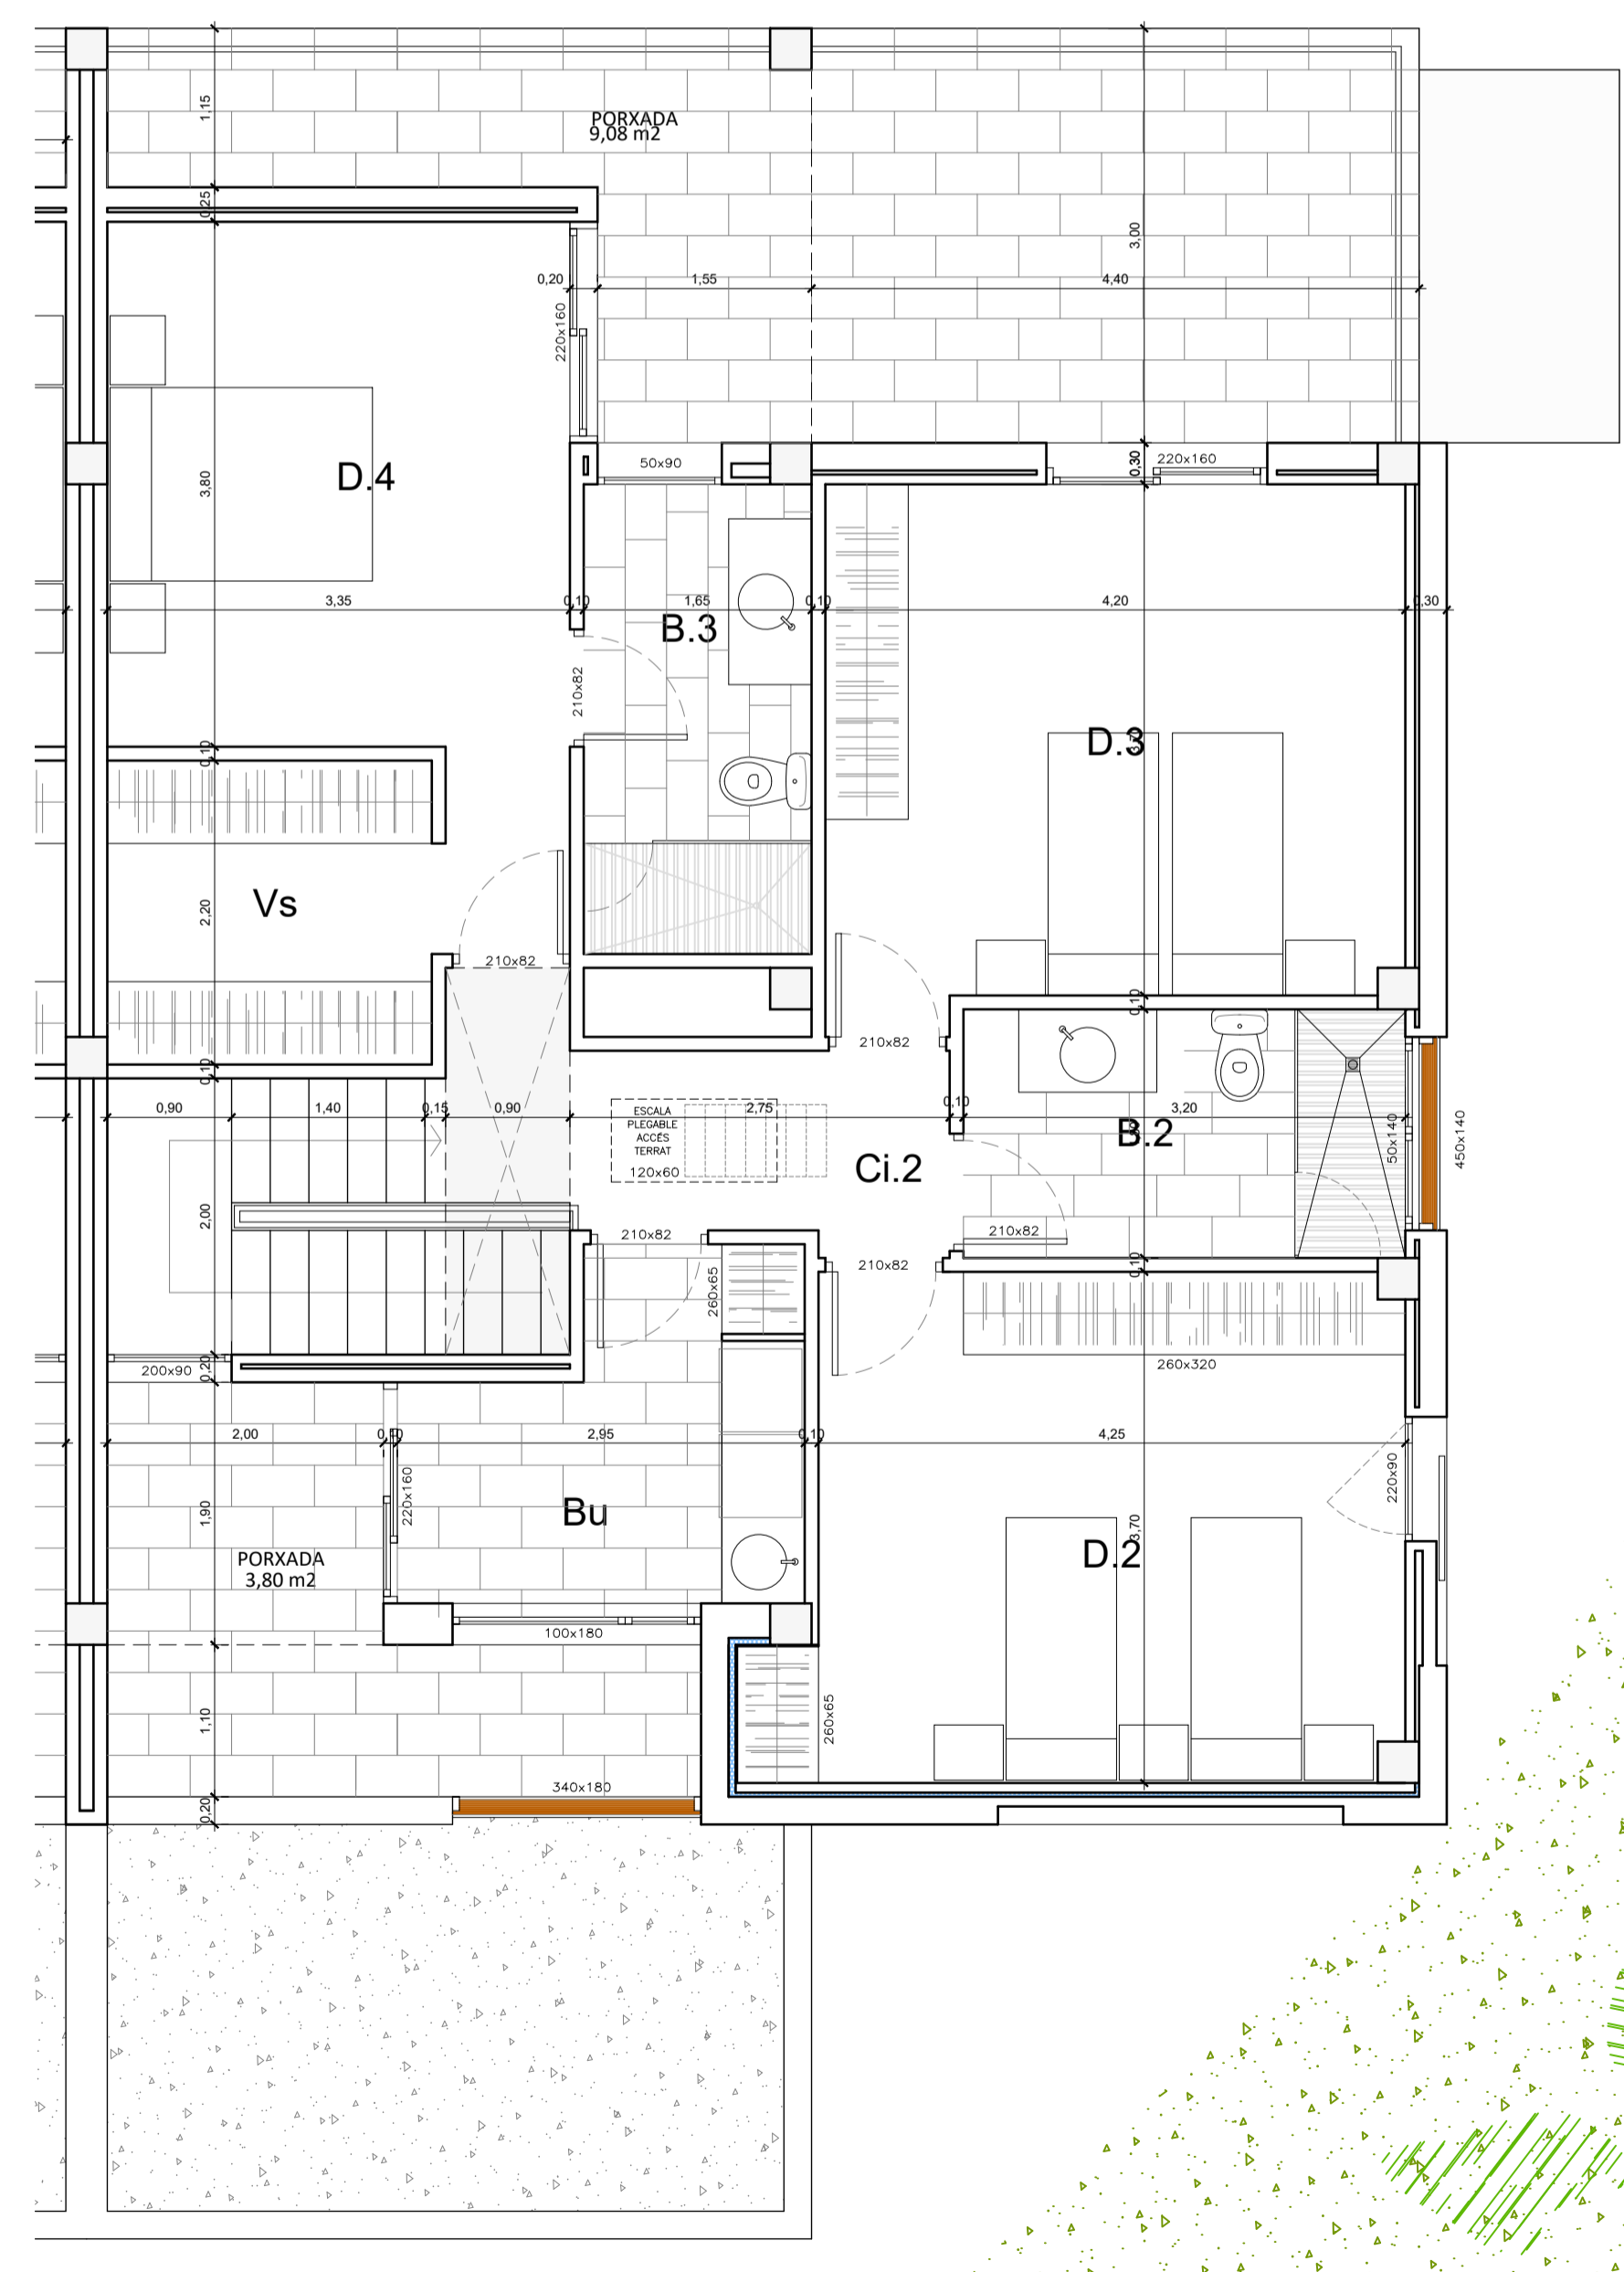 1,15
PORXADA
9,08 m2
0,25
3,00
0,20
1,55
4,40
220x160
D.4
3,80
50x90
0,30
220x160
3,35
0,10
1,65
0,10
4,20
0,30
B.3
210x82
D.3
0,10
Vs
2,20
210x82
0,10
210x82
0,10
0,90
1,40
0,15
0,90
ESCALA
PLEGABLE
ACCÉS
TERRAT
120x60
2,75
0,10
3,20
B.2
50x140
450x140
Ci.2
2,00
210x82
210x82
210x82
0,10
260x65
200x90
0,20
260x320
2,00
0,10
2,95
0,10
4,25
220x160
220x90
1,90
Bu
3,70
D.2
PORXADA
3,80 m2
100x180
1,10
260x65
340x180
0,20